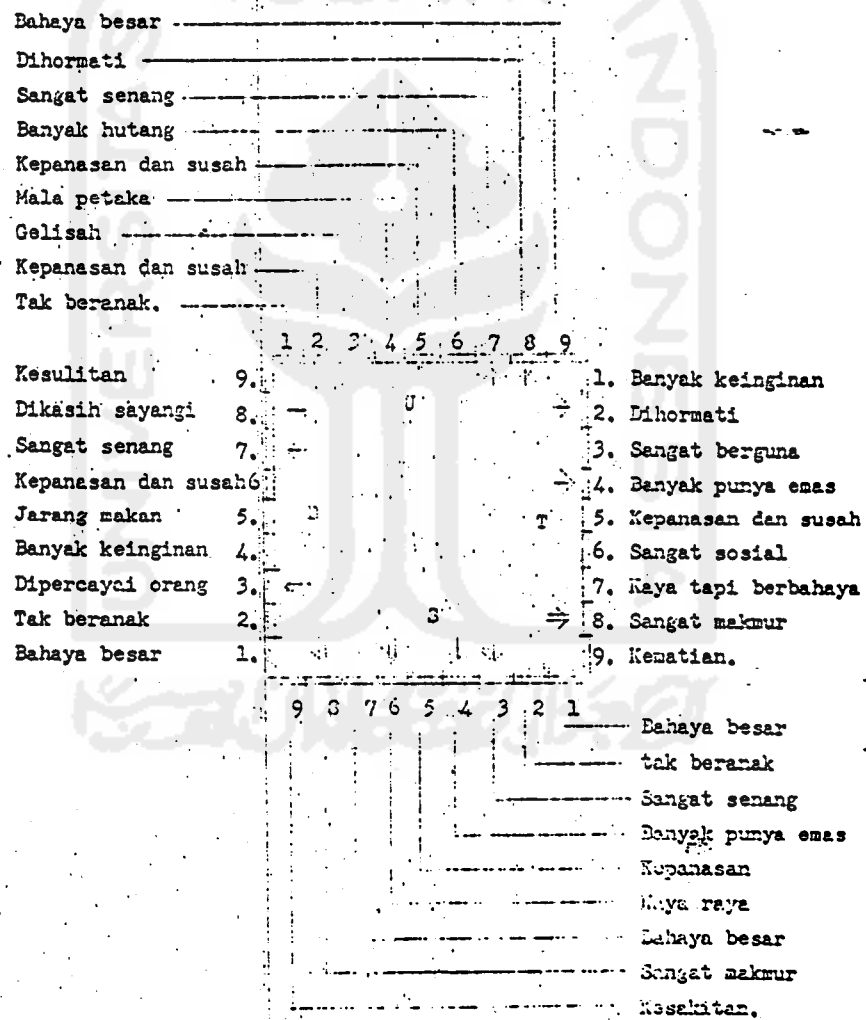 Bahaya besar
Dihormati
Sangat senang
Banyak hutang
Kepanasan dan susah
Mala petaka
Gelisah
Kepanasan dan susah
Tak beranak.
1 2 3 4 5 6 7 8 9
Kesulitan 9.
Dikasih sayangi 8.
Sangat senang 7.
Kepanasan dan susah 6
Jarang makan 5.
Banyak keinginan 4.
Dipercayai orang 3.
Tak beranak 2.
Bahaya besar 1.
U
T
S
1. Banyak keinginan
2. Dihormati
3. Sangat berguna
4. Banyak punya emas
5. Kepanasan dan susah
6. Sangat sosial
7. Kaya tapi berbahaya
8. Sangat makmur
9. Kematian.
9 8 7 6 5 4 3 2 1
Bahaya besar
tak beranak
Sangat senang
Banyak punya emas
Kepanasan
Kaya raya
Bahaya besar
Sangat makmur
Kesakitan.
UNIVERSITAS
INDONESIA